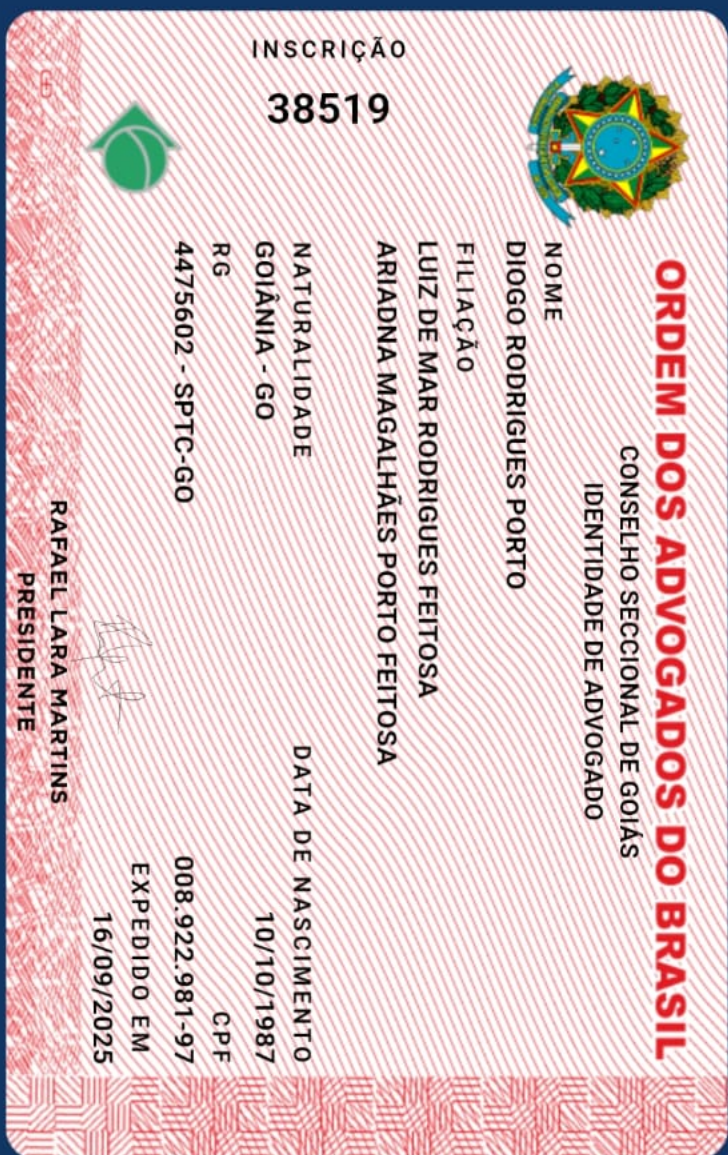 ORDEM DOS ADVOGADOS DO BRASIL
CONSELHO SECCIONAL DE GOIÁS
IDENTIDADE DE ADVOGADO
INSCRIÇÃO
38519
NOME
DIOGO RODRIGUES PORTO
FILIAÇÃO
LUIZ DE MAR RODRIGUES FEITOSA
ARIADNA MAGALHÃES PORTO FEITOSA
NATURALIDADE
GOIÂNIA - GO
DATA DE NASCIMENTO
10/10/1987
RG
4475602 - SPTC-GO
CPF
008.922.981-97
EXPEDIDO EM
16/09/2025
RAFAEL LARA MARTINS
PRESIDENTE